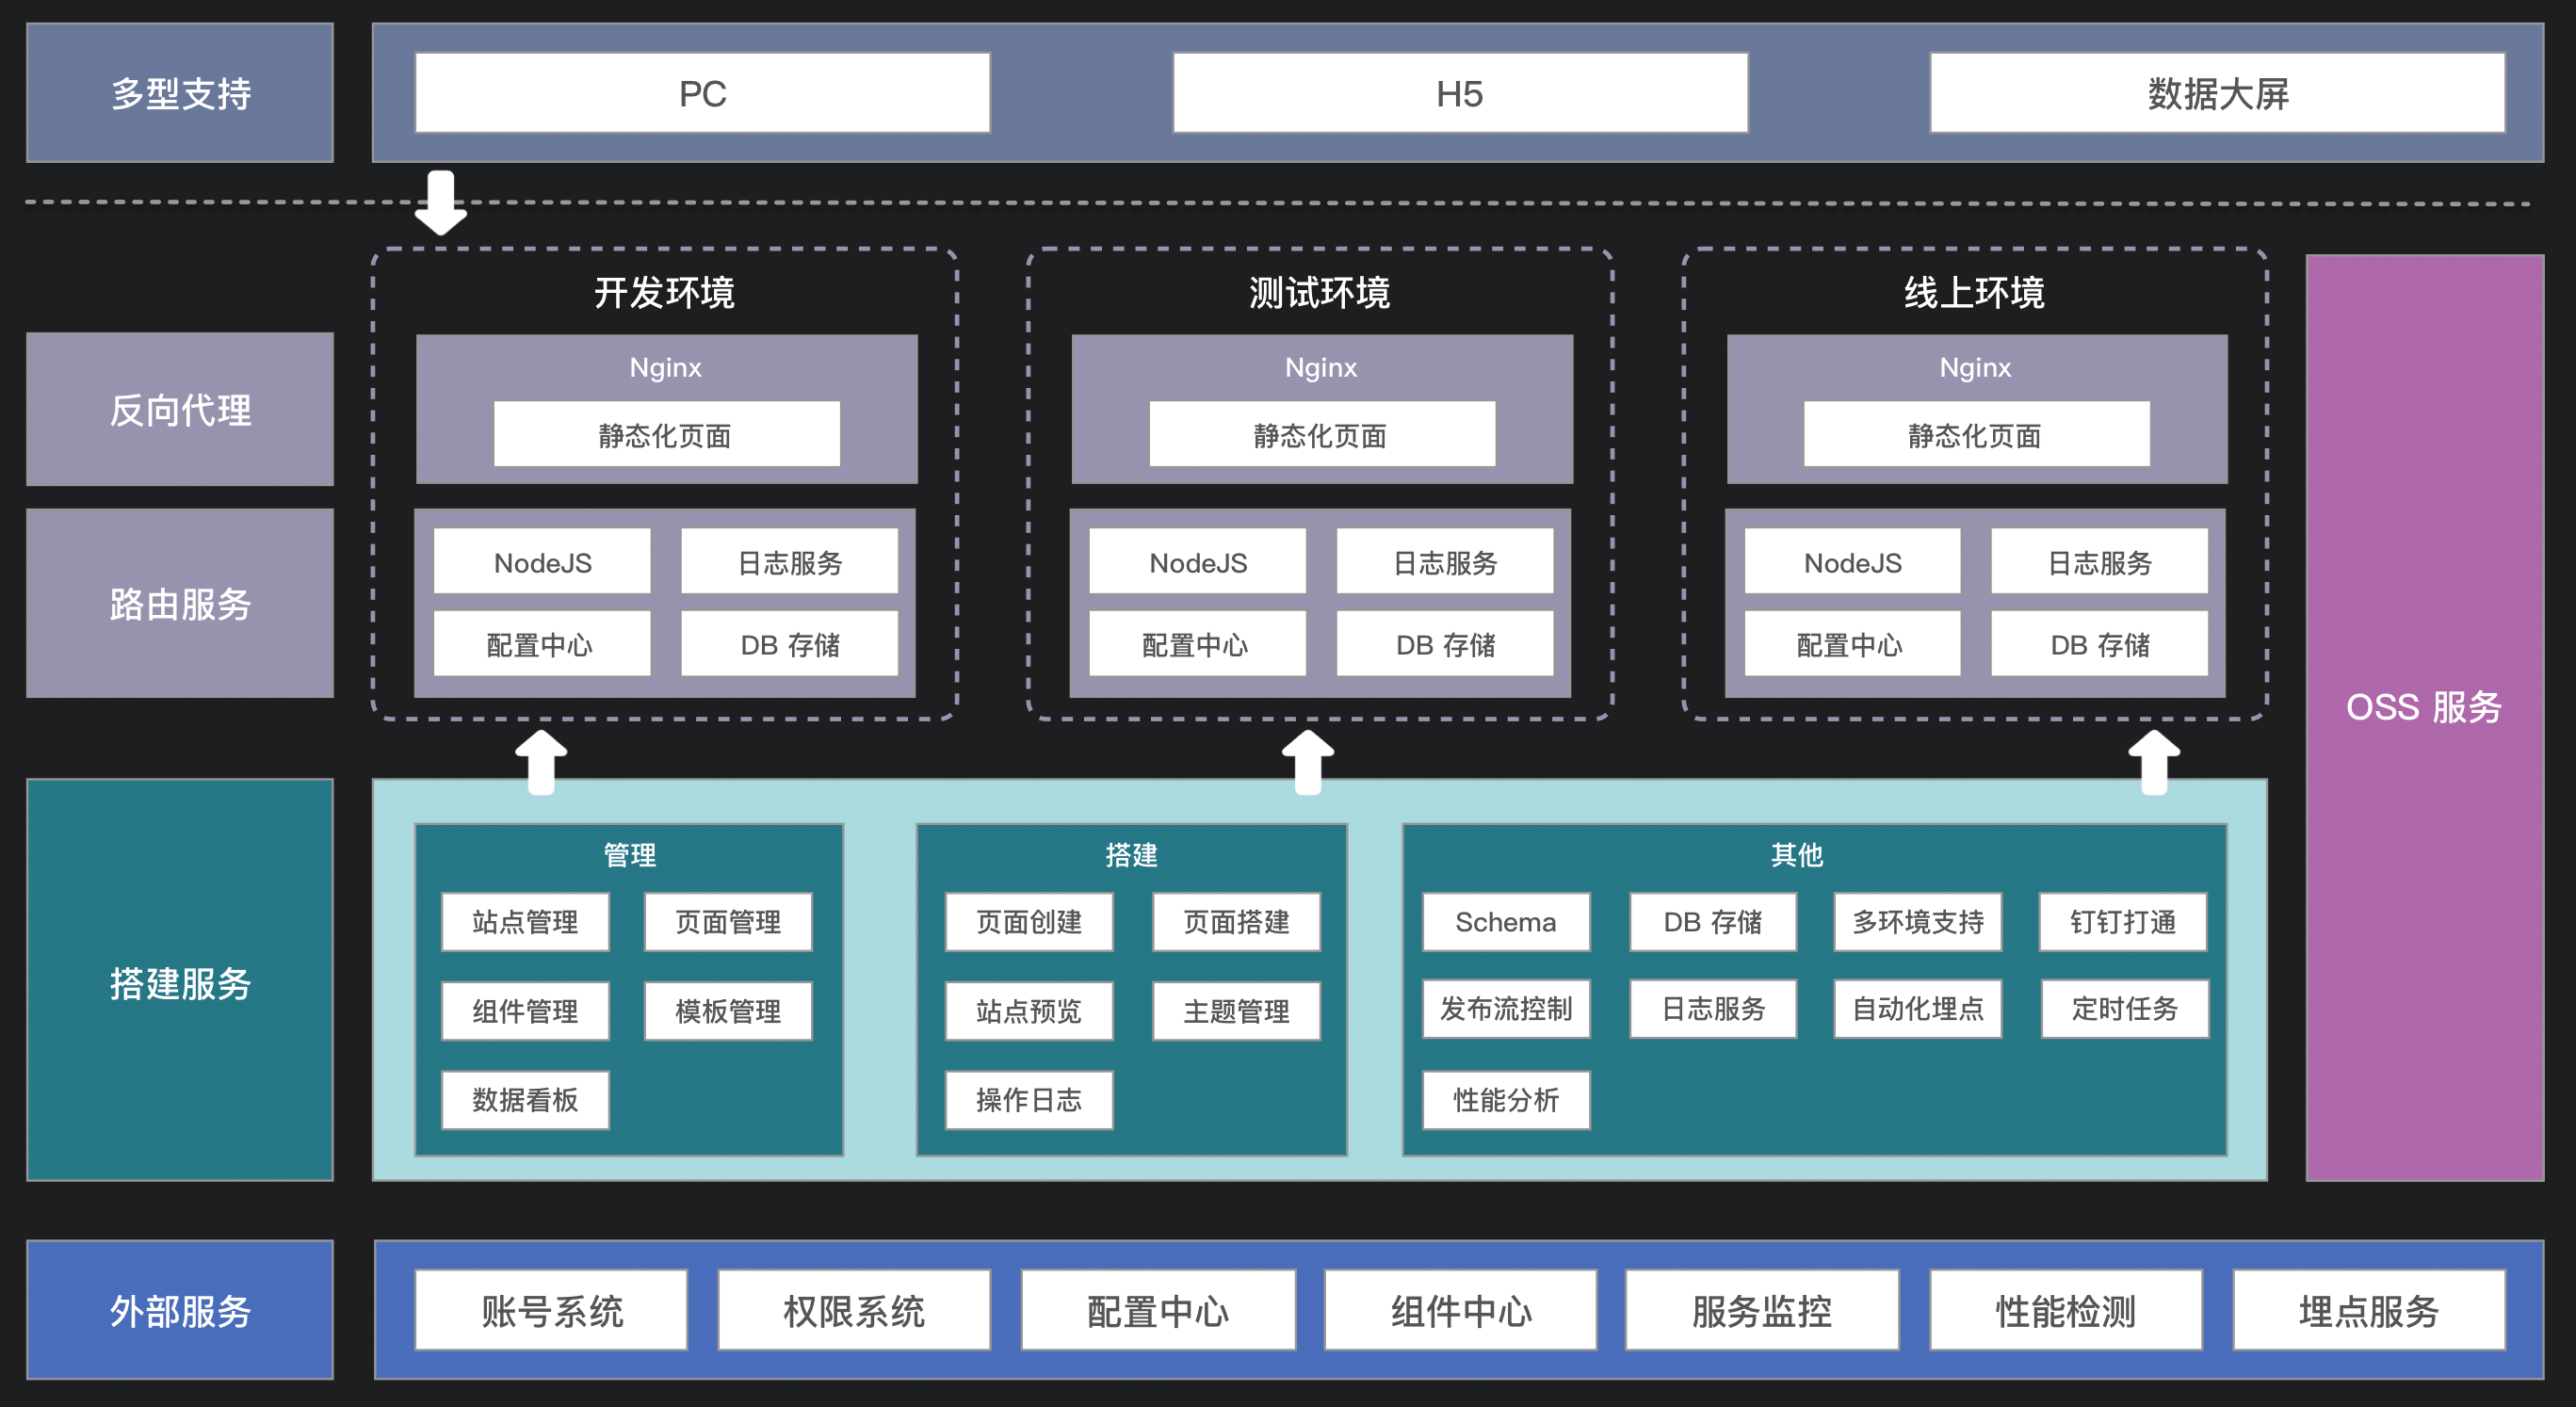 多型支持
PC
H5
数据大屏
开发环境
测试环境
线上环境
反向代理
Nginx
静态化页面
Nginx
静态化页面
Nginx
静态化页面
路由服务
NodeJS
日志服务
配置中心
DB 存储
NodeJS
日志服务
配置中心
DB 存储
NodeJS
日志服务
配置中心
DB 存储
OSS 服务
搭建服务
管理
站点管理
页面管理
组件管理
模板管理
数据看板
搭建
页面创建
页面搭建
站点预览
主题管理
操作日志
其他
Schema
DB 存储
多环境支持
钉钉打通
发布流控制
日志服务
自动化埋点
定时任务
性能分析
外部服务
账号系统
权限系统
配置中心
组件中心
服务监控
性能检测
埋点服务